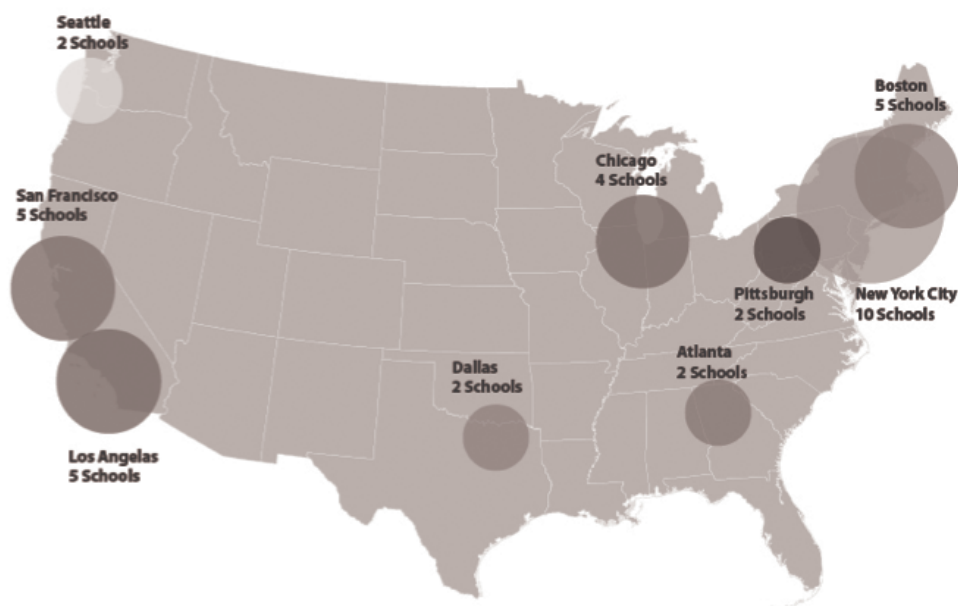 Seattle
2 Schools
Boston
5 Schools
Chicago
4 Schools
San Francisco
5 Schools
Pittsburgh
2 Schools
New York City
10 Schools
Atlanta
2 Schools
Dallas
2 Schools
Los Angelas
5 Schools